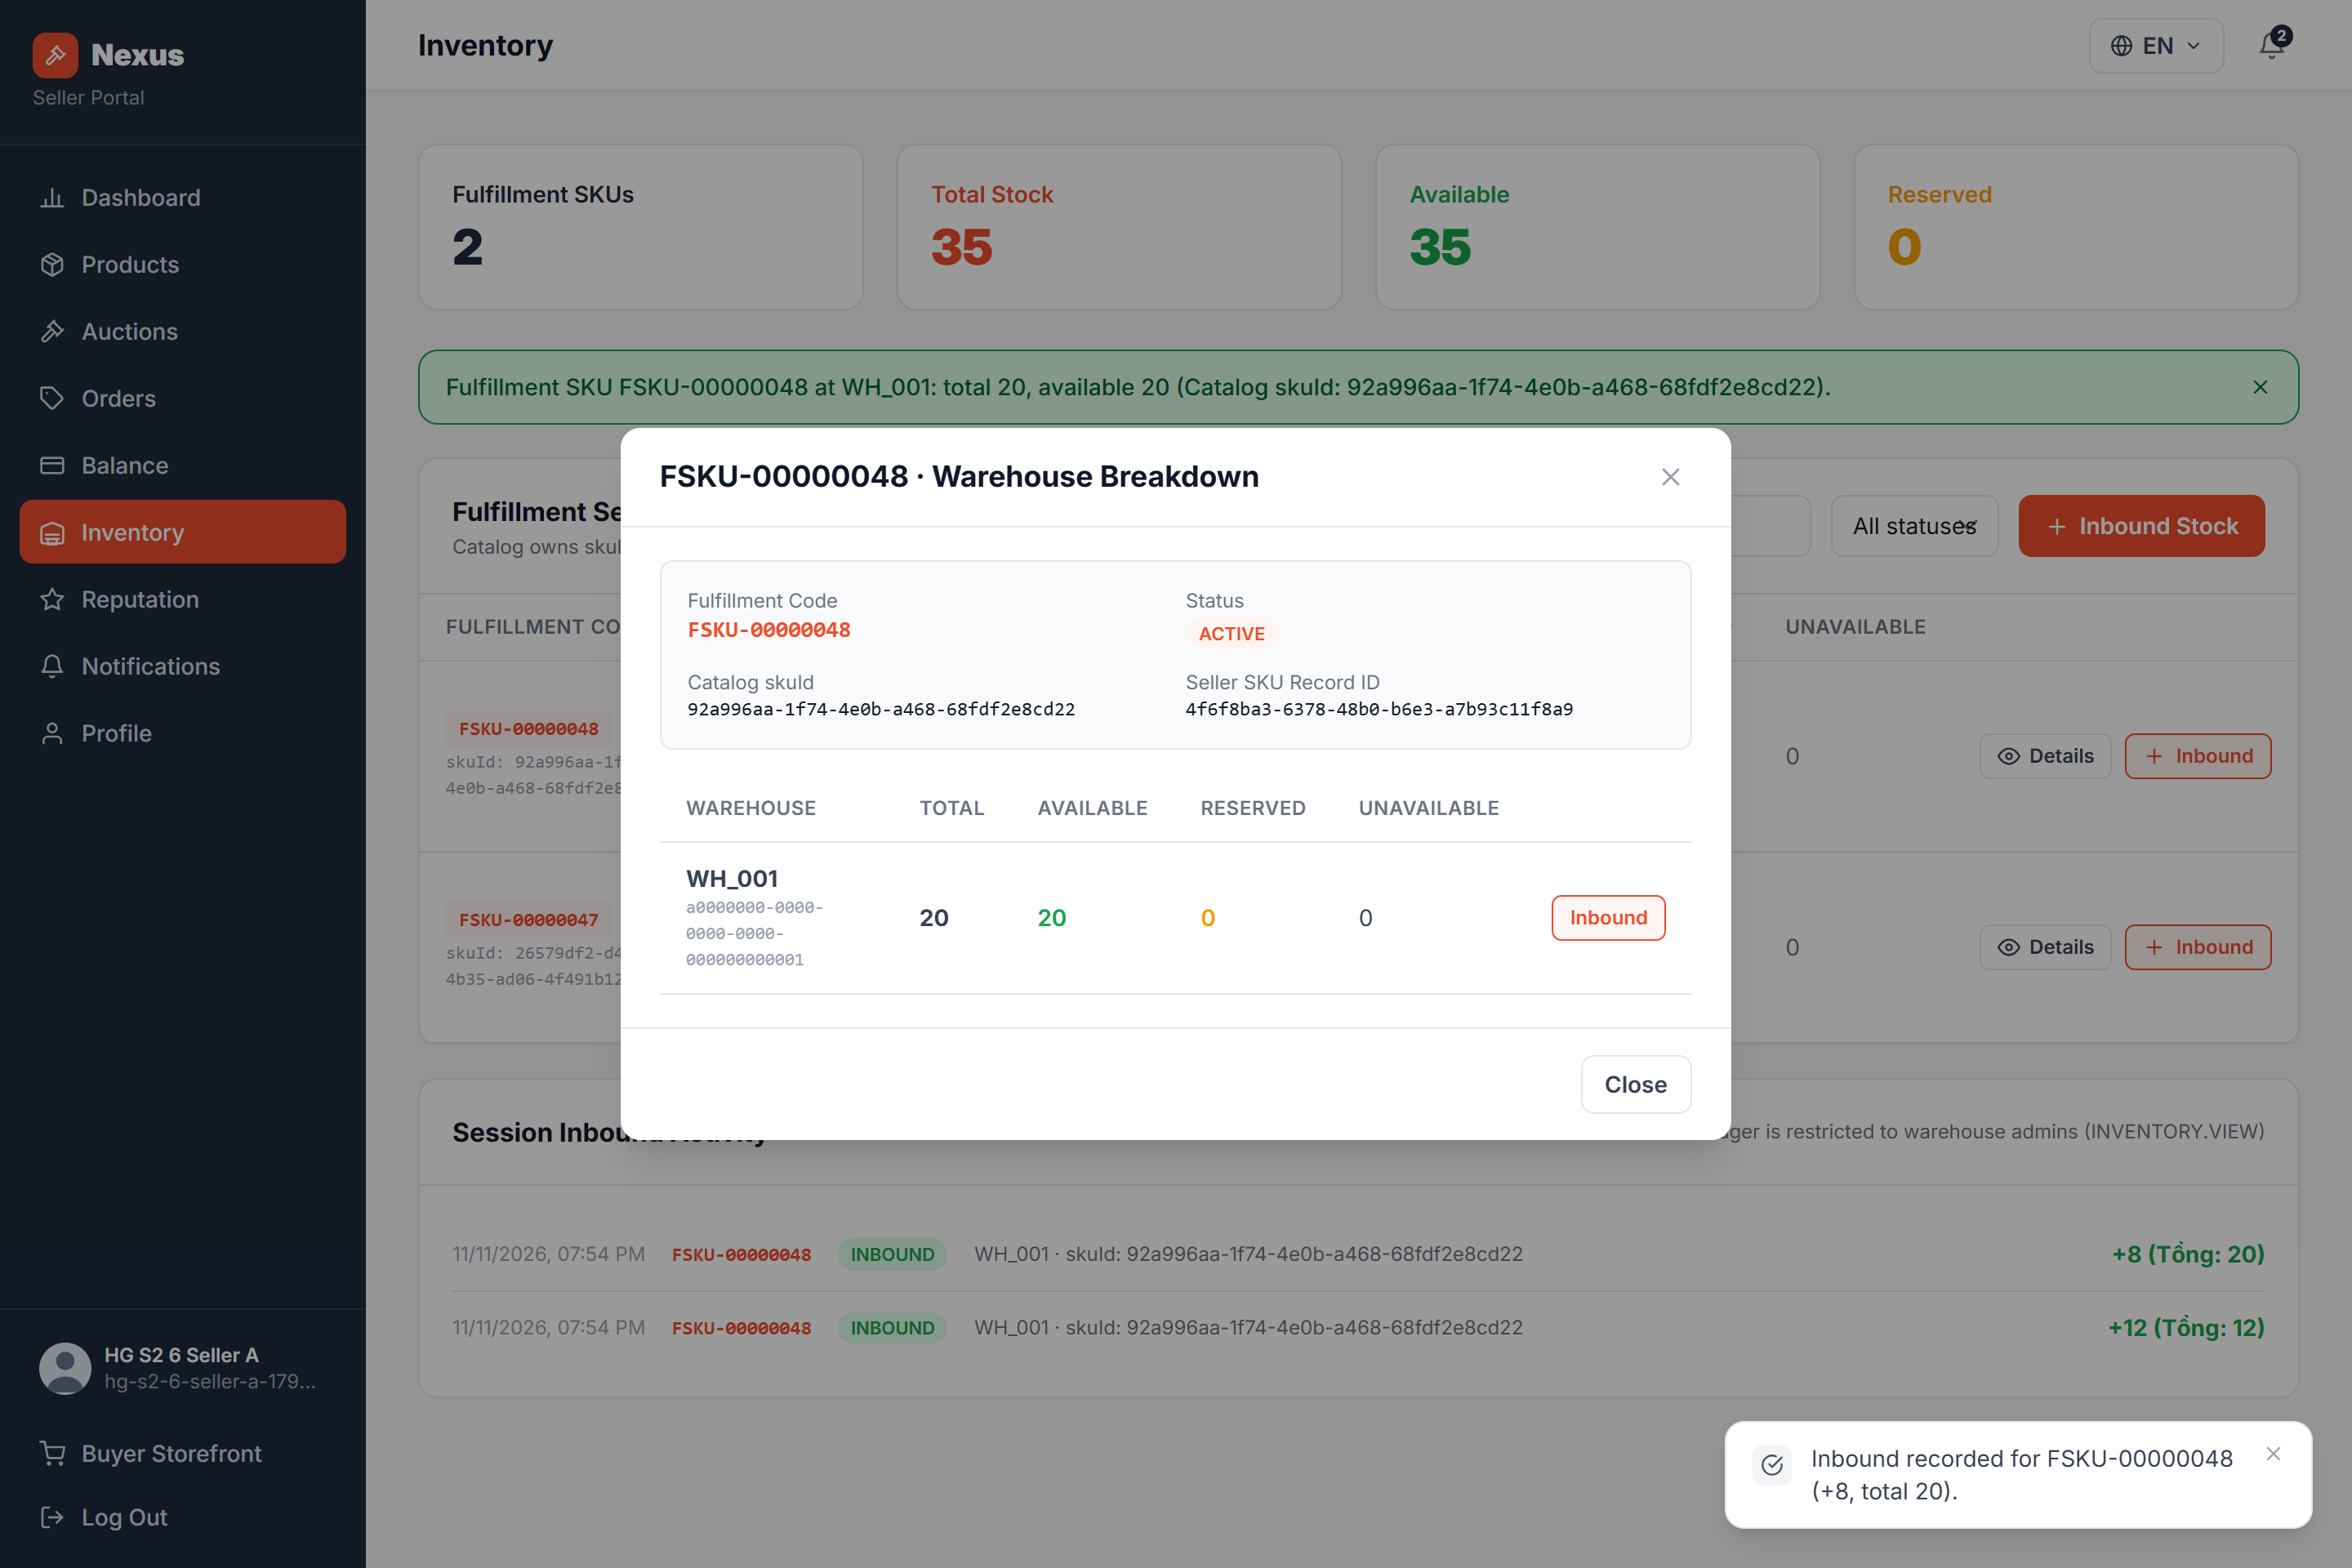 Nexus
Seller Portal
Dashboard
Products
Auctions
Orders
Balance
Inventory
Reputation
Notifications
Profile
HG S2 6 Seller A
hg-s2-6-seller-a-179...
Buyer Storefront
Log Out
Inventory
EN
2
Fulfillment SKUs
2
Total Stock
35
Available
35
Reserved
0
Fulfillment SKU FSKU-00000048 at WH_001: total 20, available 20 (Catalog skuId: 92a996aa-1f74-4e0b-a468-68fdf2e8cd22).
Fulfillment Se
Catalog owns
All statuses
Inbound Stock
FULFILLMENT CO
UNAVAILABLE
FSKU-00000048
skuId: 92a996aa-1f
4e0b-a468-68fdf2e8
0
Details
Inbound
FSKU-00000047
skuId: 26579df2-d4
4b35-ad06-4f491b12
0
Details
Inbound
FSKU-00000048 · Warehouse Breakdown
Fulfillment Code
FSKU-00000048
Status
ACTIVE
Catalog skuId
92a996aa-1f74-4e0b-a468-68fdf2e8cd22
Seller SKU Record ID
4f6f8ba3-6378-48b0-b6e3-a7b93c11f8a9
WAREHOUSE TOTAL AVAILABLE RESERVED UNAVAILABLE
WH_001
a0000000-0000-
0000-0000-
000000000001
20 20 0 0 Inbound
Close
Session Inbound Activity
ger is restricted to warehouse admins (INVENTORY.VIEW)
11/11/2026, 07:54 PM FSKU-00000048 INBOUND WH_001 · skuId: 92a996aa-1f74-4e0b-a468-68fdf2e8cd22 +8 (Tổng: 20)
11/11/2026, 07:54 PM FSKU-00000048 INBOUND WH_001 · skuId: 92a996aa-1f74-4e0b-a468-68fdf2e8cd22 +12 (Tổng: 12)
Inbound recorded for FSKU-00000048
(+8, total 20).